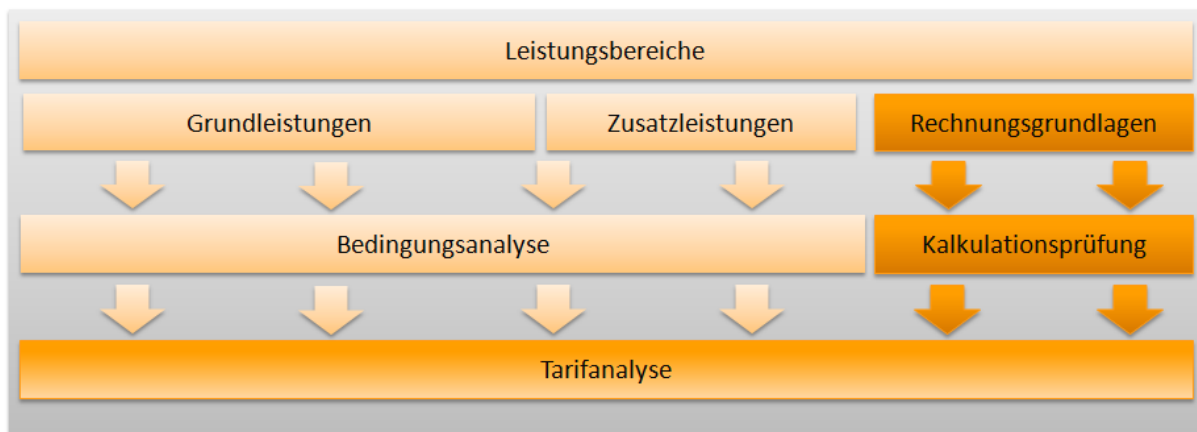 Leistungsbereiche
Grundleistungen
Zusatzleistungen
Rechnungsgrundlagen
Bedingungsanalyse
Kalkulationsprüfung
Tarifanalyse